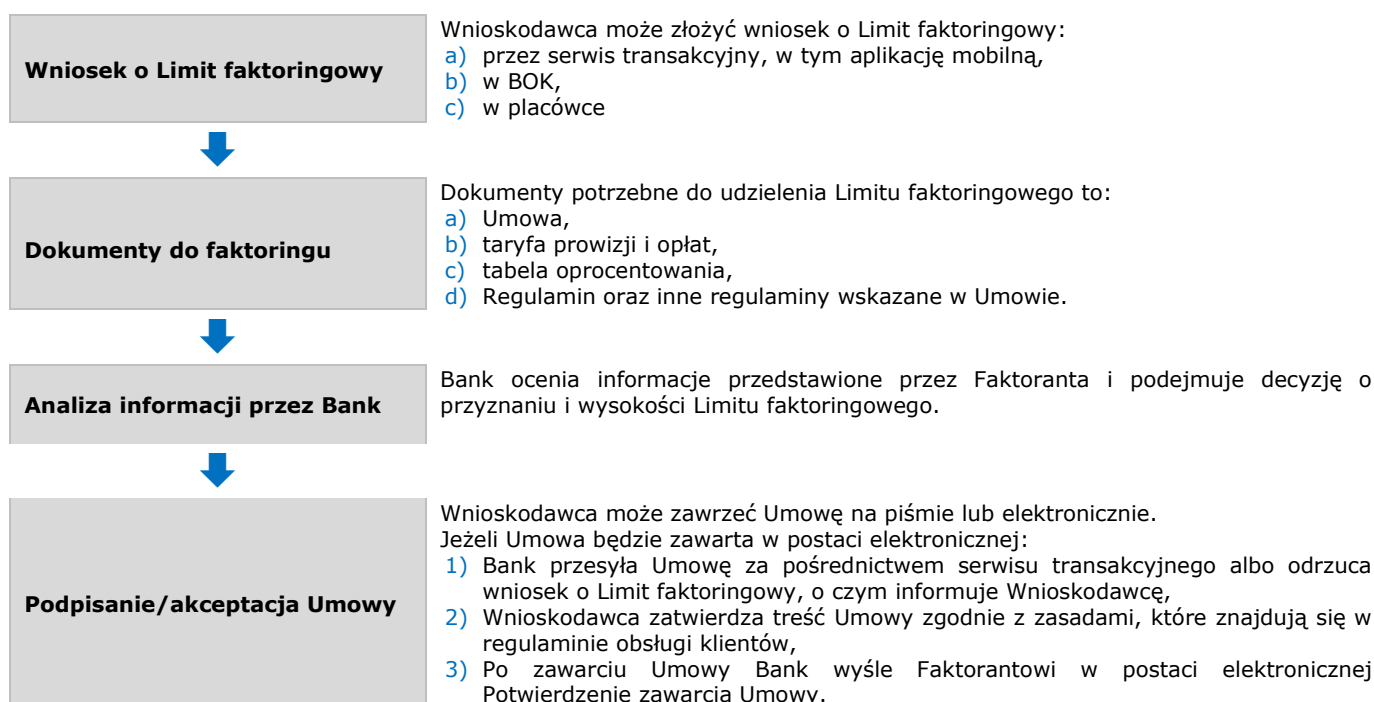 Wniosek o Limit faktoringowy
Wnioskodawca może złożyć wniosek o Limit faktoringowy:
a) przez serwis transakcyjny, w tym aplikację mobilną,
b) w BOK,
c) w placówce
Dokumenty do faktoringu
Dokumenty potrzebne do udzielenia Limitu faktoringowego to:
a) Umowa,
b) taryfa prowizji i opłat,
c) tabela oprocentowania,
d) Regulamin oraz inne regulaminy wskazane w Umowie.
Analiza informacji przez Bank
Bank ocenia informacje przedstawione przez Faktoranta i podejmuje decyzję o
przyznaniu i wysokości Limitu faktoringowego.
Podpisanie/akceptacja Umowy
Wnioskodawca może zawrzeć Umowę na piśmie lub elektronicznie.
Jeżeli Umowa będzie zawarta w postaci elektronicznej:
1) Bank przesyła Umowę za pośrednictwem serwisu transakcyjnego albo odrzuca
wniosek o Limit faktoringowy, o czym informuje Wnioskodawcę,
2) Wnioskodawca zatwierdza treść Umowy zgodnie z zasadami, które znajdują się w
regulaminie obsługi klientów,
3) Po zawarciu Umowy Bank wyśle Faktorantowi w postaci elektronicznej
Potwierdzenie zawarcia Umowy.